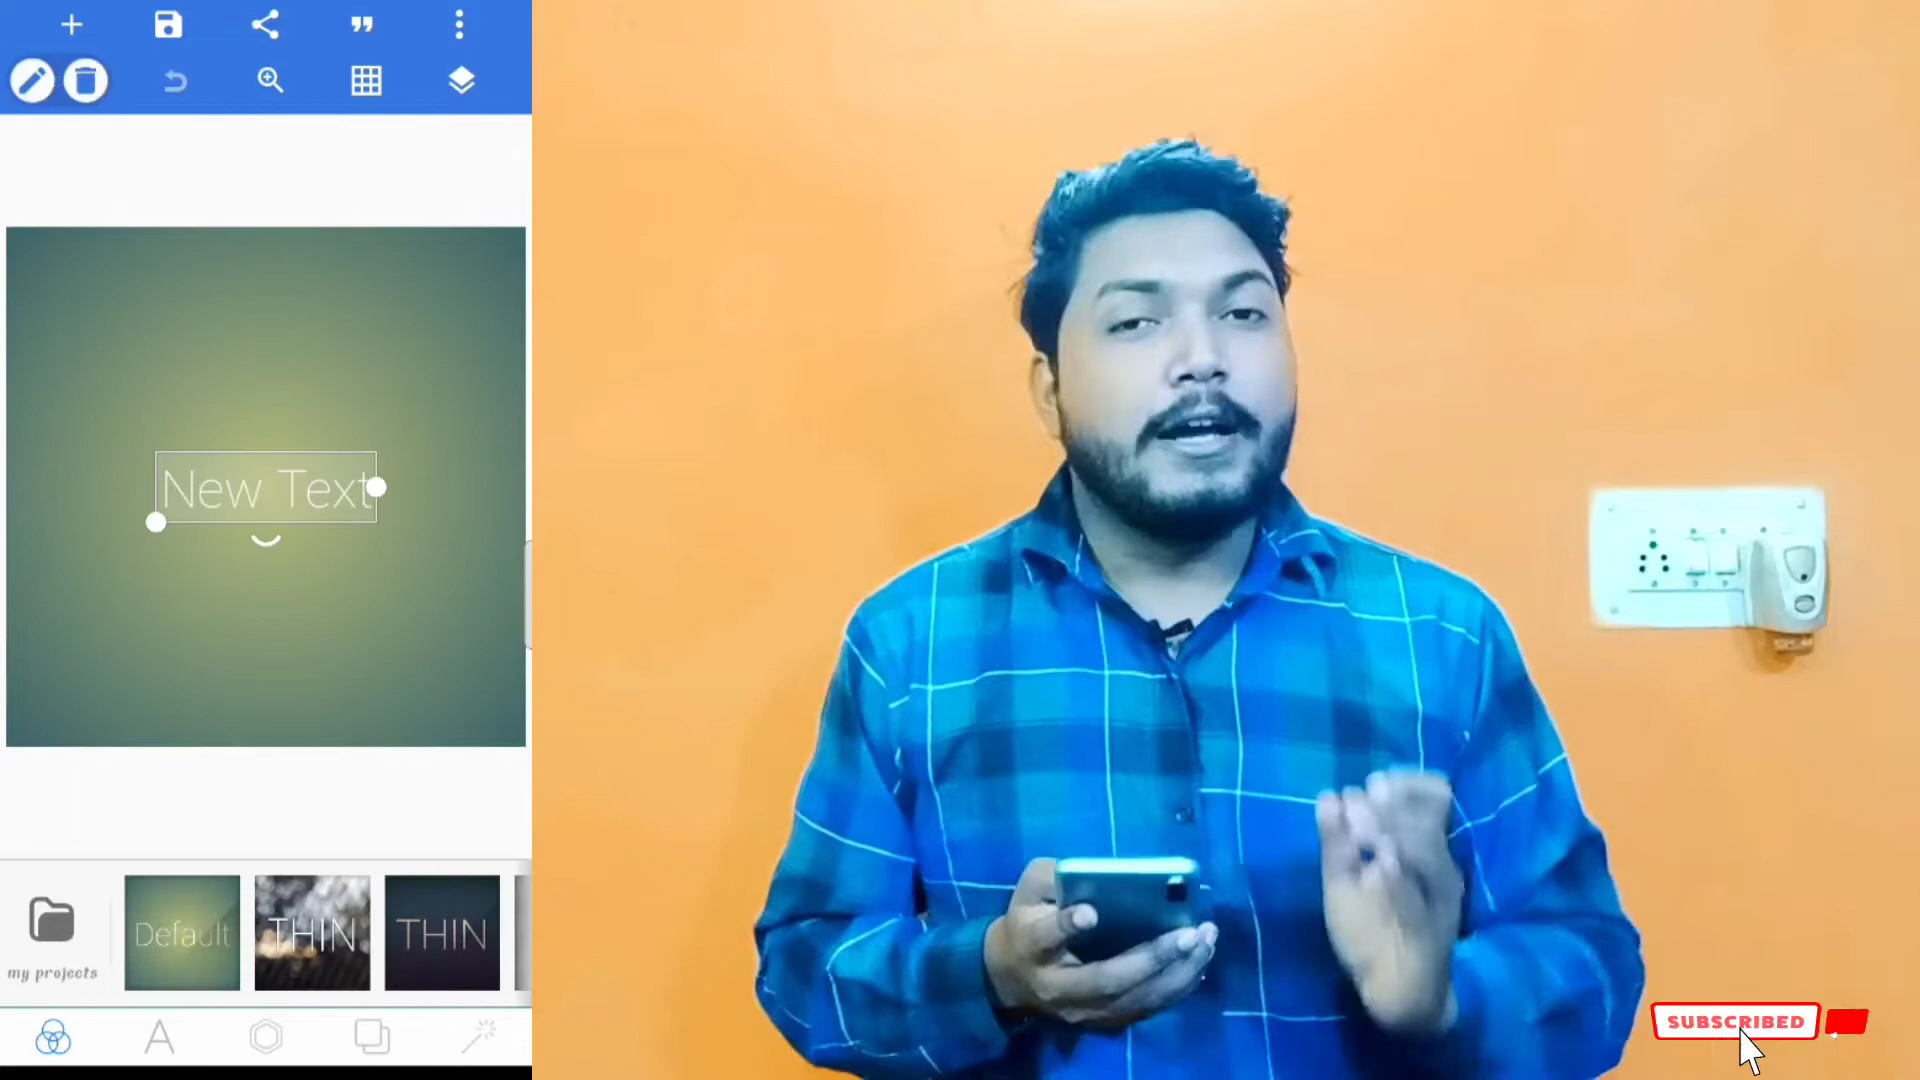 New Text
my projects
Default
THIN
THIN
SUBSCRIBED